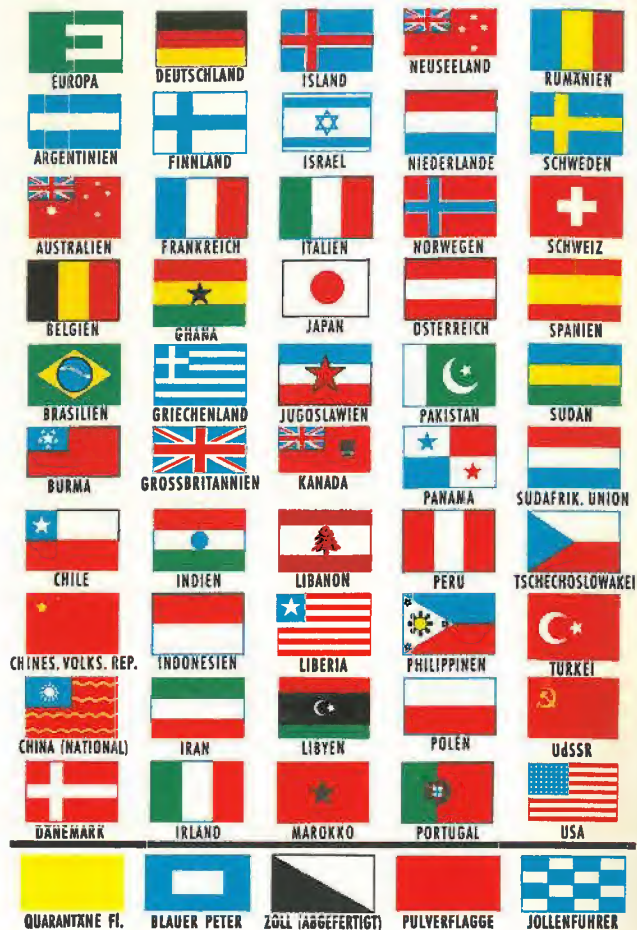 EUROPA
DEUTSCHLAND
ISLAND
NEUSEELAND
RUMÄNIEN
ARGENTINIEN
FINNLAND
ISRAEL
NIEDERLANDE
SCHWEDEN
AUSTRALIEN
FRANKREICH
ITALIEN
NORWEGEN
SCHWEIZ
BELGIEN
GHANA
JAPAN
ÖSTERREICH
SPANIEN
BRASILIEN
GRIECHENLAND
JUGOSLAWIEN
PAKISTAN
SUDAN
BURMA
GROSSBRITANNIEN
KANADA
PANAMA
SÜDAFRIK. UNION
CHILE
INDIEN
LIBANON
PERU
TSCHECHOSLOWAKEI
CHINES. VOLKS. REP.
INDONESIEN
LIBERIA
PHILIPPINEN
TÜRKEI
CHINA (NATIONAL)
IRAN
LIBYEN
POLEN
UdSSR
DÄNEMARK
IRLAND
MAROKKO
PORTUGAL
USA
QUARANTÄNE Fl.
BLAUER PETER
ZOLL (ABGEFERTIGT)
PULVERFLAGGE
JOLLENFÜHRER